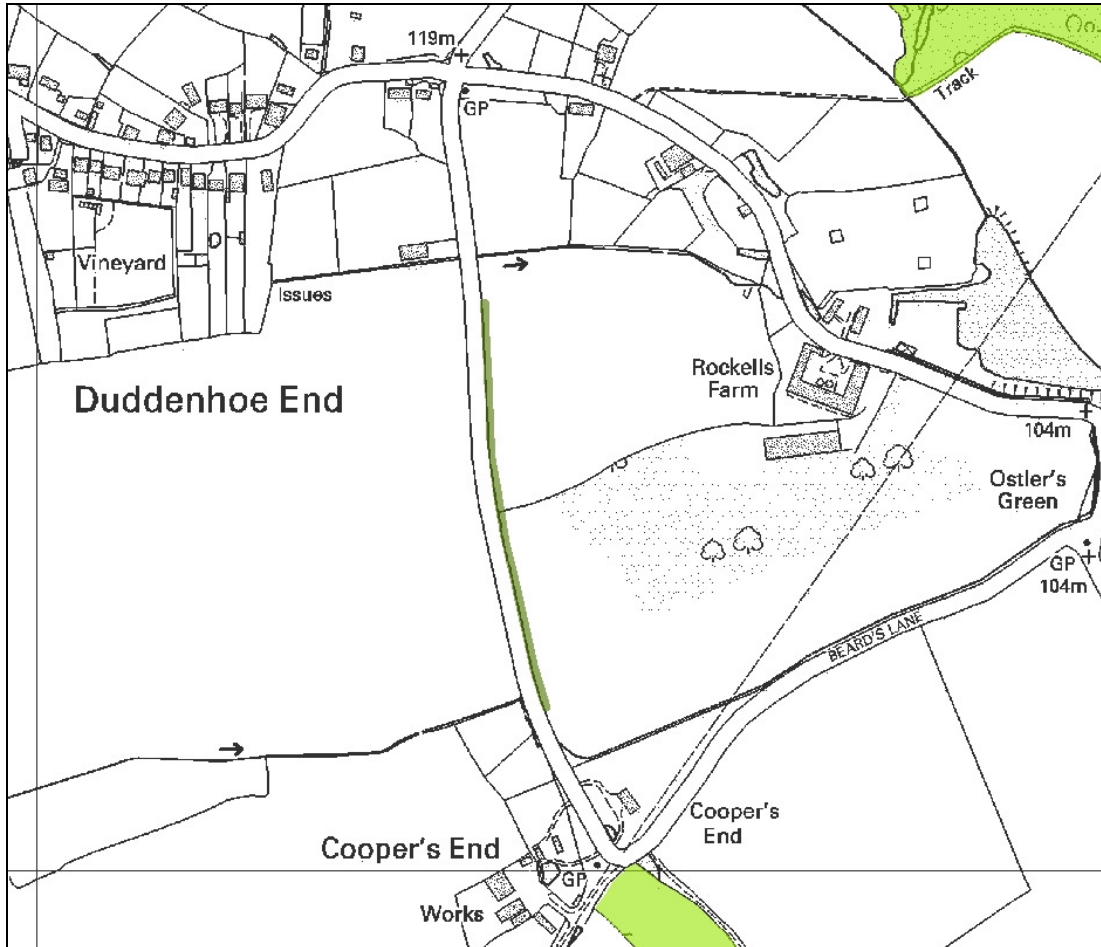 119m
GP
Track
Vineyard
Issues
Rockells
Farm
Duddenhoe End
104m
Ostler's
Green
GP
104m
BEARD'S LANE
Cooper's
End
Cooper's End
GP
Works